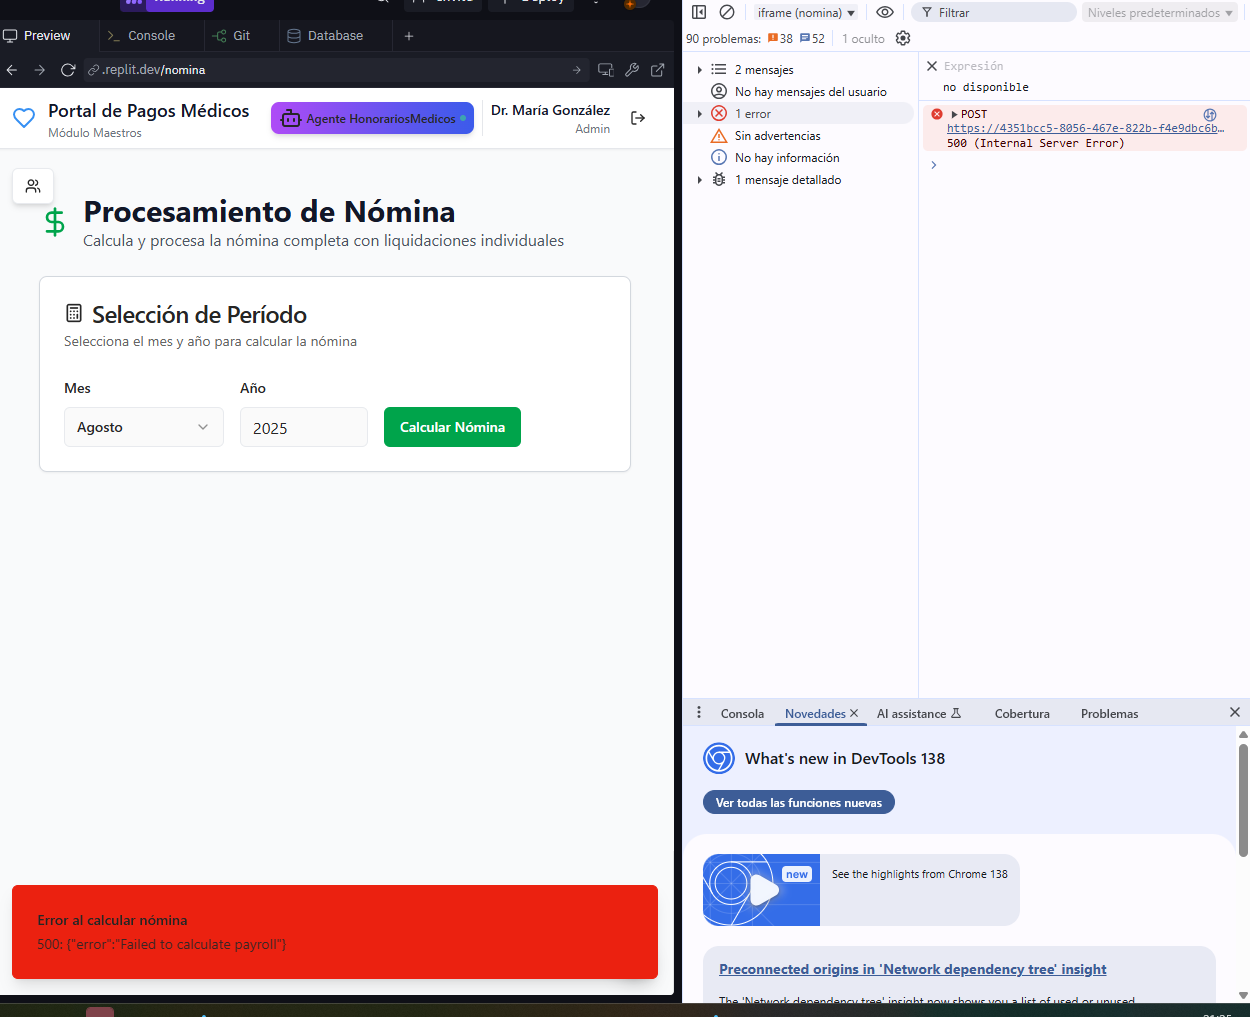 Running
Preview
Console
Git
Database
.replit.dev/nomina
Portal de Pagos Médicos
Módulo Maestros
Agente HonorariosMedicos
Dr. María González
Admin
Procesamiento de Nómina
Calcula y procesa la nómina completa con liquidaciones individuales
Selección de Período
Selecciona el mes y año para calcular la nómina
Mes
Año
Agosto
2025
Calcular Nómina
Error al calcular nómina
500: {"error":"Failed to calculate payroll"}
iframe (nomina)
Filtrar
Niveles predeterminados
90 problemas: 38 52
1 oculto
2 mensajes
No hay mensajes del usuario
1 error
Sin advertencias
No hay información
1 mensaje detallado
Expresión
no disponible
POST
https://4351bcc5-8056-467e-822b-f4e9dbc6b…
500 (Internal Server Error)
Consola
Novedades
AI assistance
Cobertura
Problemas
What's new in DevTools 138
Ver todas las funciones nuevas
new
See the highlights from Chrome 138
Preconnected origins in 'Network dependency tree' insight
The 'Network dependency tree' insight now shows you a list of used or unused